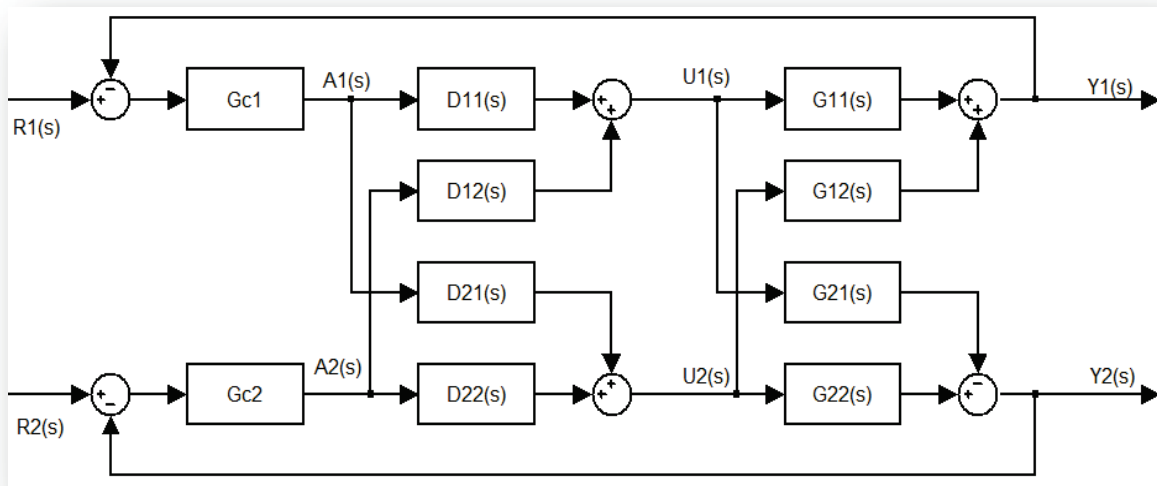 A1(s)
U1(s)
Y1(s)
Gc1
D11(s)
G11(s)
R1(s)
D12(s)
G12(s)
D21(s)
G21(s)
A2(s)
U2(s)
Y2(s)
Gc2
D22(s)
G22(s)
R2(s)